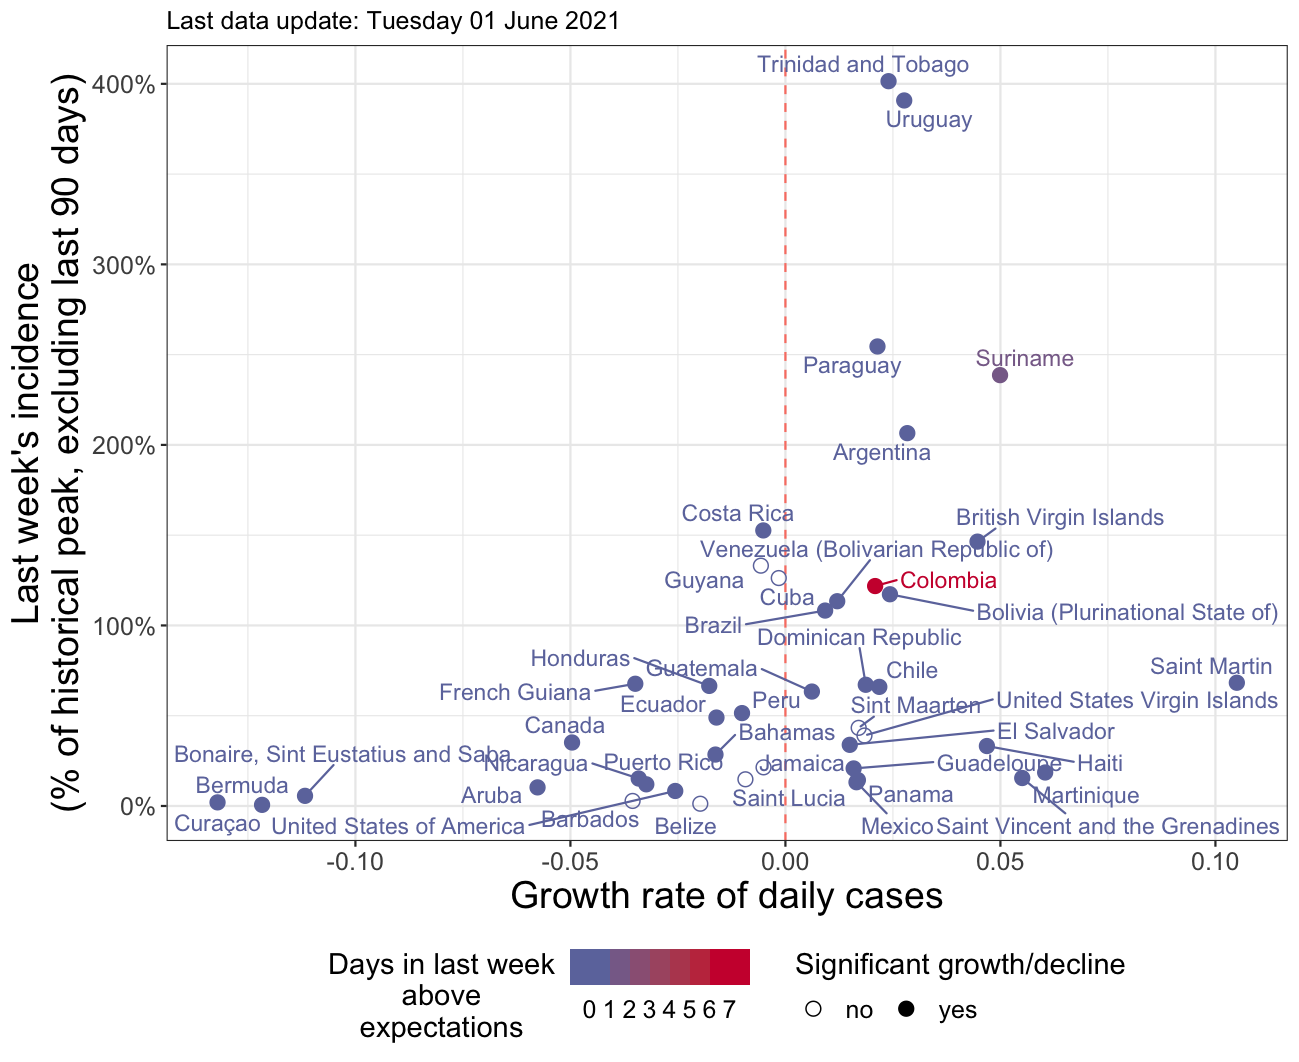 Last data update: Tuesday 01 June 2021
Last week's incidence
(% of historical peak, excluding last 90 days)
400%
300%
200%
100%
0%
Trinidad and Tobago
Uruguay
Paraguay
Suriname
Argentina
Costa Rica
British Virgin Islands
Venezuela (Bolivarian Republic of)
Guyana
Colombia
Cuba
Bolivia (Plurinational State of)
Brazil
Dominican Republic
Honduras
Guatemala
Chile
Saint Martin
French Guiana
Ecuador
Peru
Sint Maarten
United States Virgin Islands
Canada
Bahamas
El Salvador
Bonaire, Sint Eustatius and Saba
Nicaragua
Puerto Rico
Jamaica
Guadeloupe
Haiti
Bermuda
Aruba
Saint Lucia
Panama
Martinique
Curaçao
United States of America
Barbados
Belize
Mexico
Saint Vincent and the Grenadines
-0.10
-0.05
0.00
0.05
0.10
Growth rate of daily cases
Days in last week
above
expectations
0 1 2 3 4 5 6 7
Significant growth/decline
no
yes